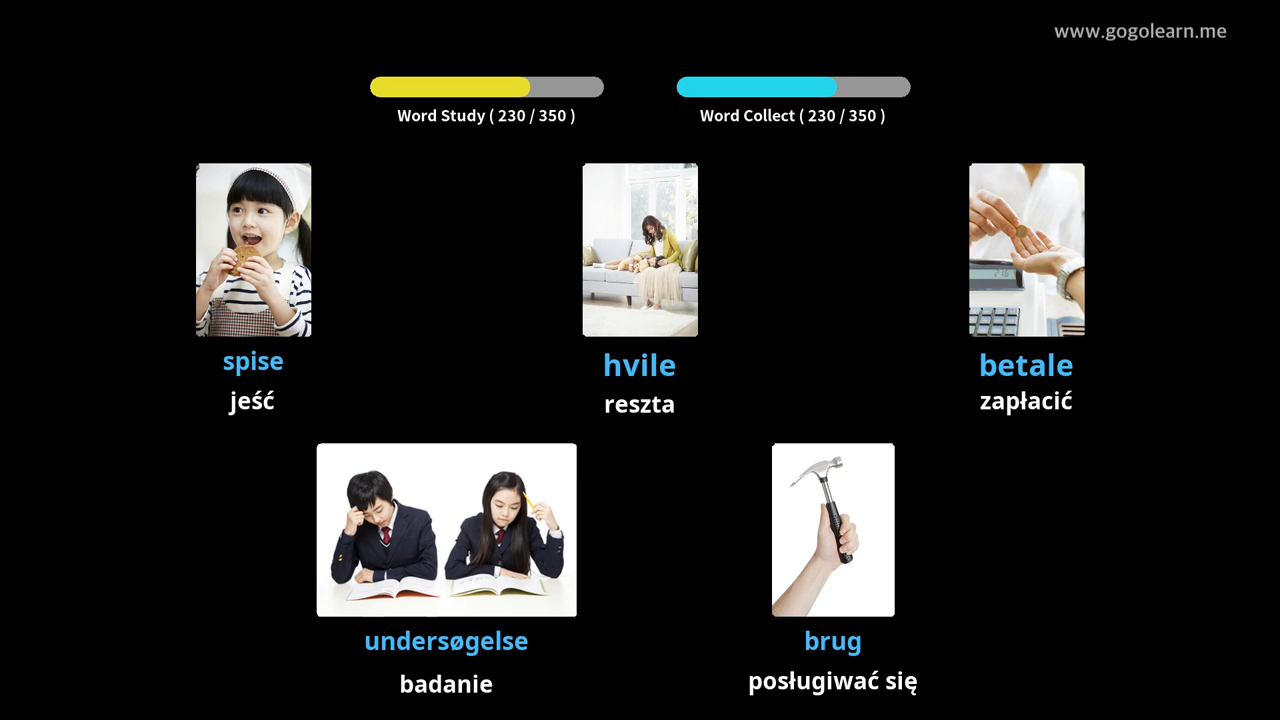 www.gogolearn.me
Word Study ( 230 / 350 )
Word Collect ( 230 / 350 )
spise
jeść
hvile
reszta
betale
zapłacić
undersøgelse
badanie
brug
posługiwać się